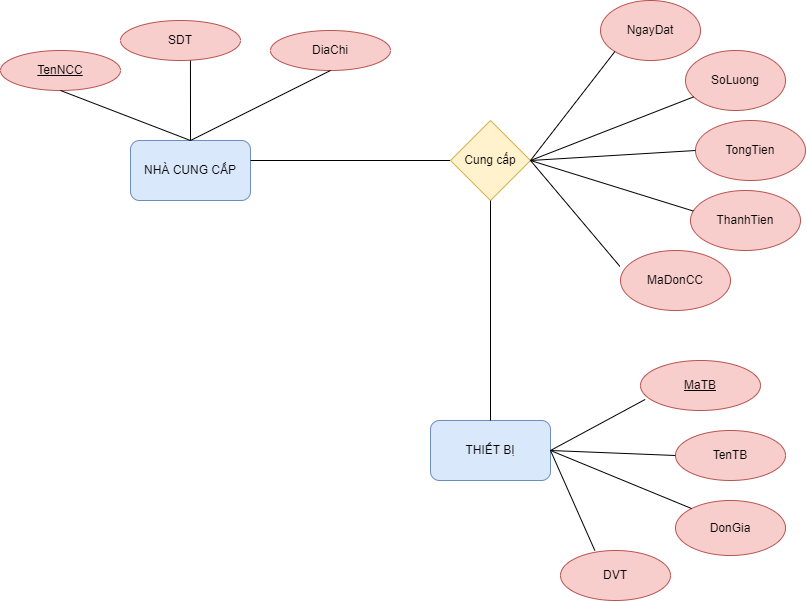 NgayDat
SDT
DiaChi
TenNCC
SoLuong
TongTien
NHÀ CUNG CẤP
Cung cấp
ThanhTien
MaDonCC
MaTB
THIẾT BỊ
TenTB
DonGia
DVT